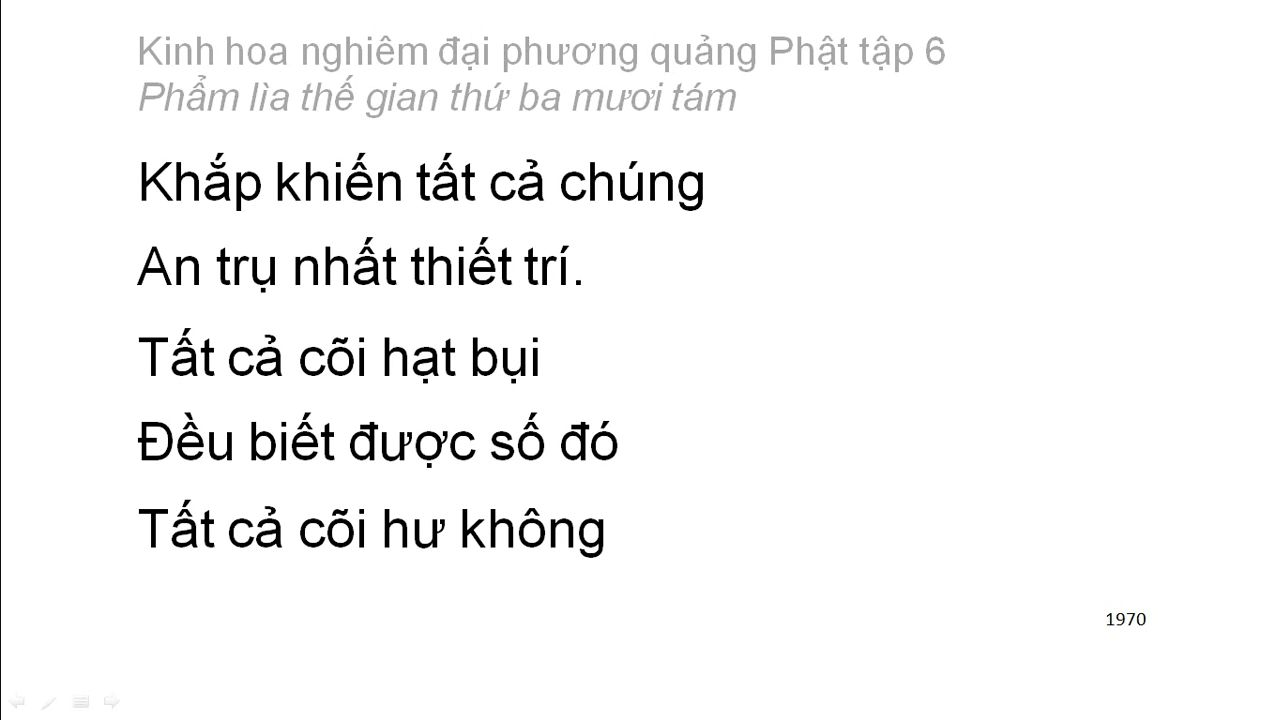 Kinh hoa nghiêm đại phương quảng Phật tập 6
Phẩm lìa thế gian thứ ba mươi tám
Khắp khiến tất cả chúng
An trụ nhất thiết trí.
Tất cả cõi hạt bụi
Đều biết được số đó
Tất cả cõi hư không
1970